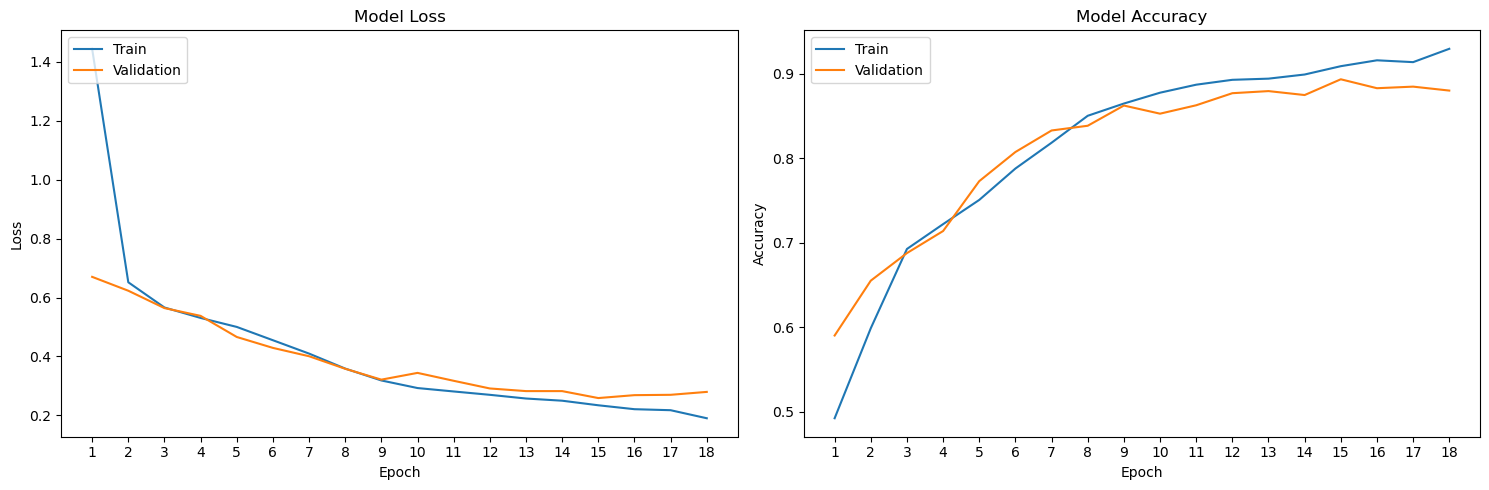 Model Loss
Train
Validation
1.4
1.2
1.0
0.8
0.6
0.4
0.2
Loss
1 2 3 4 5 6 7 8 9 10 11 12 13 14 15 16 17 18
Epoch
Model Accuracy
Train
Validation
0.9
0.8
0.7
0.6
0.5
Accuracy
1 2 3 4 5 6 7 8 9 10 11 12 13 14 15 16 17 18
Epoch